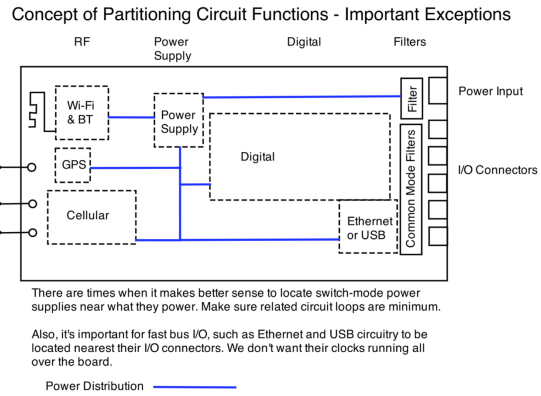 Concept of Partitioning Circuit Functions - Important Exceptions
RF
Power
Supply
Digital
Filters
Wi-Fi
& BT
Power
Supply
Filter
Power Input
GPS
Digital
Common Mode Filters
I/O Connectors
Cellular
Ethernet
or USB
There are times when it makes better sense to locate switch-mode power
supplies near what they power. Make sure related circuit loops are minimum.
Also, it's important for fast bus I/O, such as Ethernet and USB circuitry to be
located nearest their I/O connectors. We don't want their clocks running all
over the board.
Power Distribution